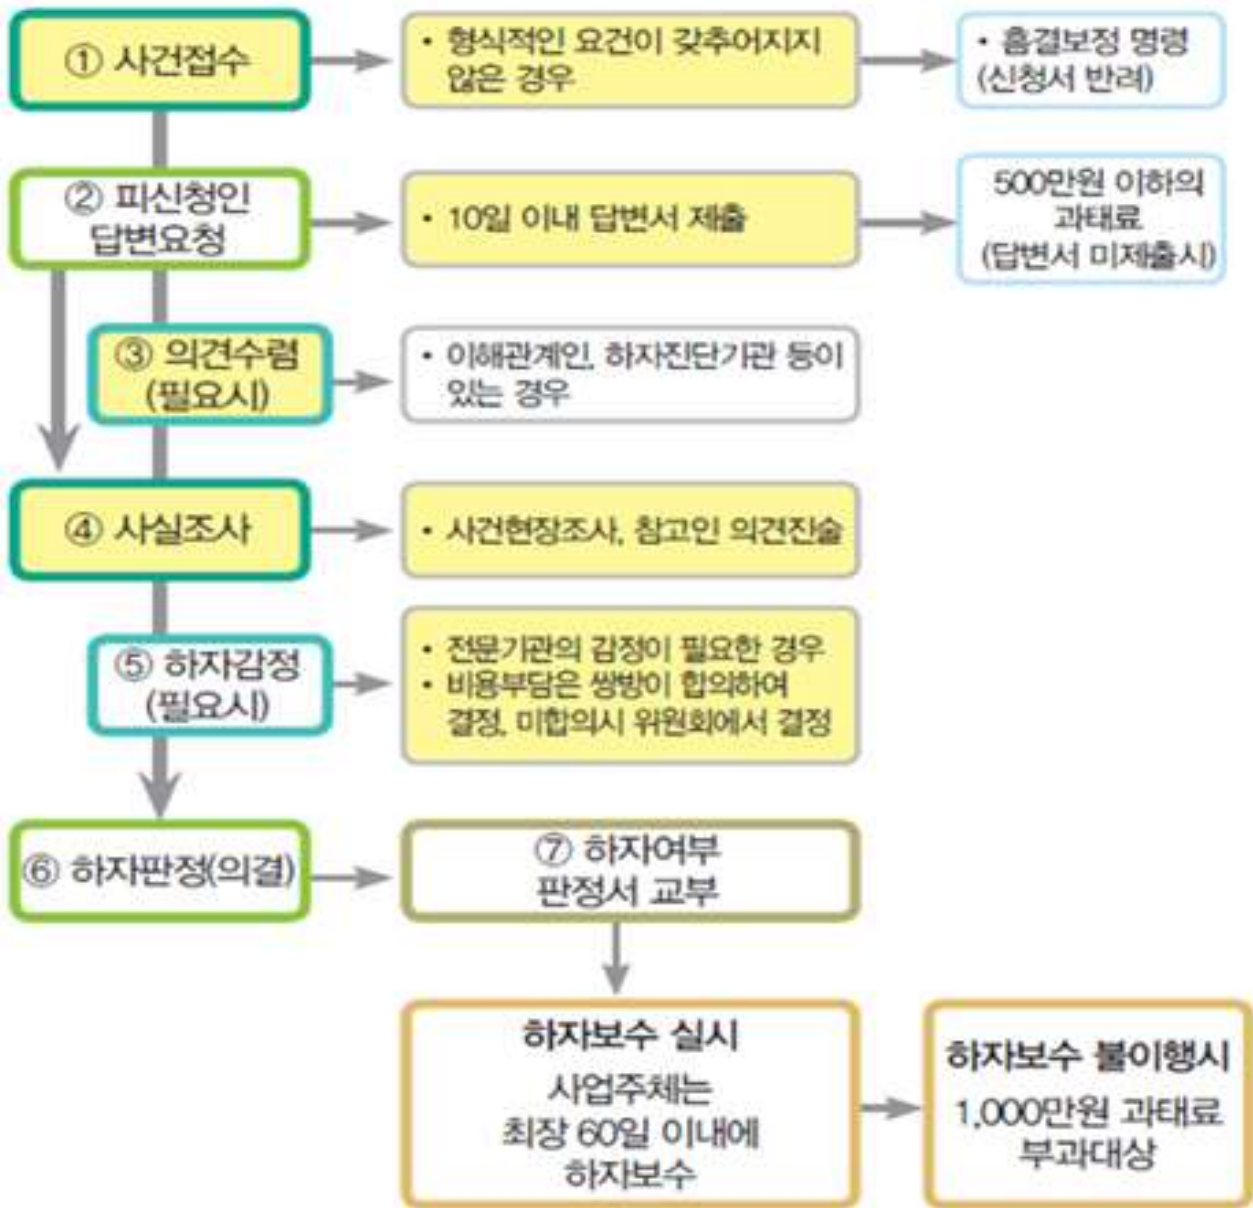 ① 사건접수
• 형식적인 요건이 갖추어지지
않은 경우
• 흠결보정 명령
(신청서 반려)
② 피신청인
답변요청
• 10일 이내 답변서 제출
500만원 이하의
과태료
(답변서 미제출시)
③ 의견수렴
(필요시)
• 이해관계인, 하자진단기관 등이
있는 경우
④ 사실조사
• 사건현장조사, 참고인 의견진술
⑤ 하자감정
(필요시)
• 전문기관의 감정이 필요한 경우
• 비용부담은 쌍방이 합의하여
결정, 미합의시 위원회에서 결정
⑥ 하자판정(의결)
⑦ 하자여부
판정서 교부
하자보수 실시
사업주체는
최장 60일 이내에
하자보수
하자보수 불이행시
1,000만원 과태료
부과대상